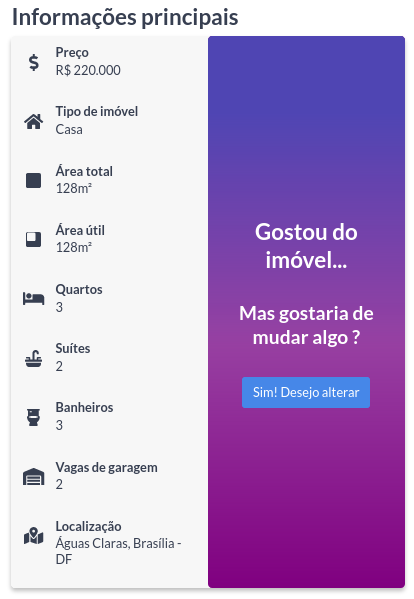 Informações principais
Preço
R$ 220.000
Tipo de imóvel
Casa
Área total
128m²
Área útil
128m²
Quartos
3
Suítes
2
Banheiros
3
Vagas de garagem
2
Localização
Águas Claras, Brasília -
DF
Gostou do
imóvel...
Mas gostaria de
mudar algo ?
Sim! Desejo alterar